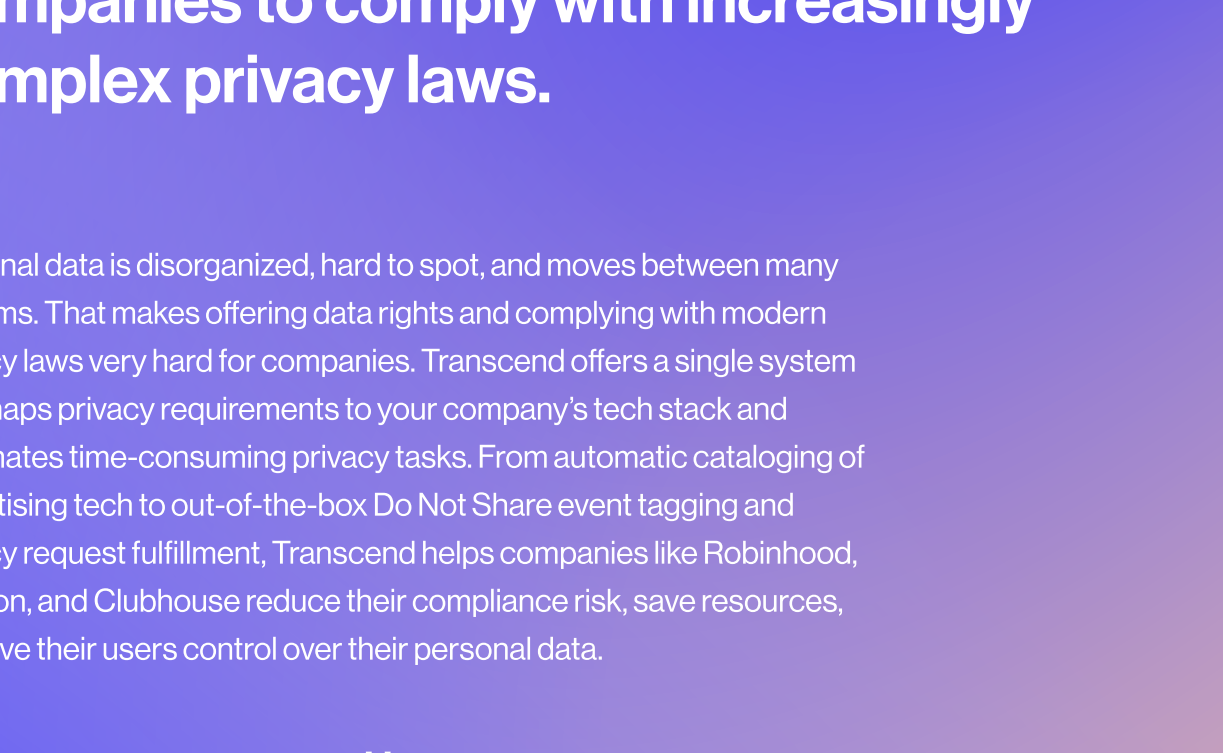 mpanies to comply with increasingly
mplex privacy laws.
nal data is disorganized, hard to spot, and moves between many
ms. That makes offering data rights and complying with modern
cy laws very hard for companies. Transcend offers a single system
aps privacy requirements to your company’s tech stack and
ates time-consuming privacy tasks. From automatic cataloging of
tising tech to out-of-the-box Do Not Share event tagging and
cy request fulfillment, Transcend helps companies like Robinhood,
on, and Clubhouse reduce their compliance risk, save resources,
ve their users control over their personal data.